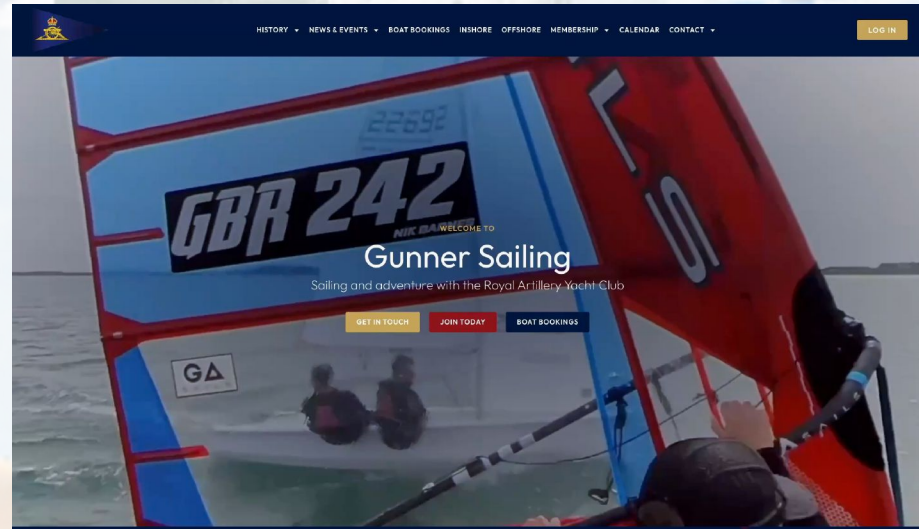 HISTORY NEWS & EVENTS BOAT BOOKINGS INSHORE OFFSHORE MEMBERSHIP CALENDAR CONTACT
LOG IN
22692
GBR 242
NIK BARNES
WELCOME TO
Gunner Sailing
Sailing and adventure with the Royal Artillery Yacht Club
GET IN TOUCH JOIN TODAY BOAT BOOKINGS
GA
LS